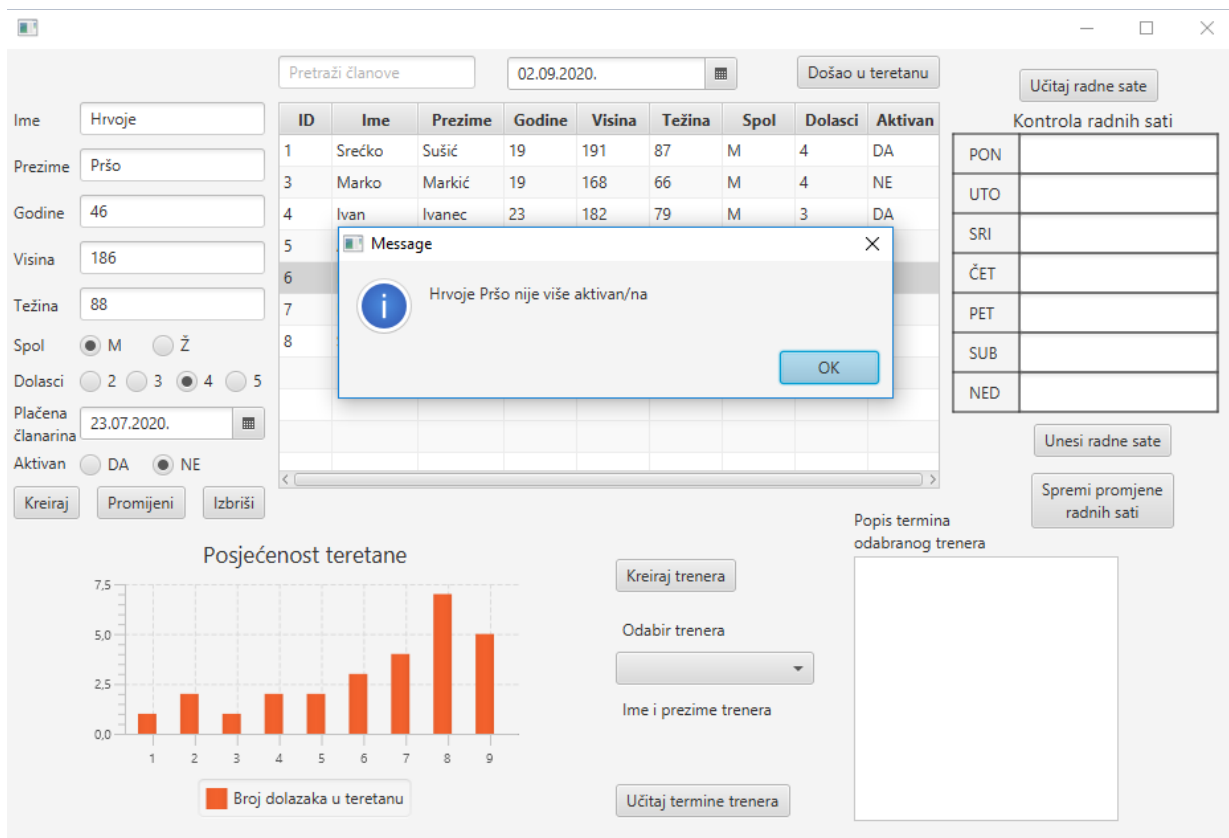 Pretraži članove
02.09.2020.
Došao u teretanu
Učitaj radne sate
Ime Hrvoje
Prezime Pršo
Godine 46
Visina 186
Težina 88
Spol M Ž
Dolasci 2 3 4 5
Plačena
članarina
23.07.2020.
Aktivan DA NE
Kreiraj Promijeni Izbriši
ID Ime Prezime Godine Visina Težina Spol Dolasci Aktivan
1 Srećko Sušić 19 191 87 M 4 DA
3 Marko Markić 19 168 66 M 4 NE
4 Ivan Ivanec 23 182 79 M 3 DA
5
6
7
8
Message
Hrvoje Pršo nije više aktivan/na
OK
Kontrola radnih sati
PON
UTO
SRI
ČET
PET
SUB
NED
Unesi radne sate
Spremi promjene
radnih sati
Posjećenost teretane
7,5
5,0
2,5
0,0
1 2 3 4 5 6 7 8 9
Broj dolazaka u teretanu
Kreiraj trenera
Odabir trenera
Ime i prezime trenera
Učitaj termine trenera
Popis termina
odabranog trenera